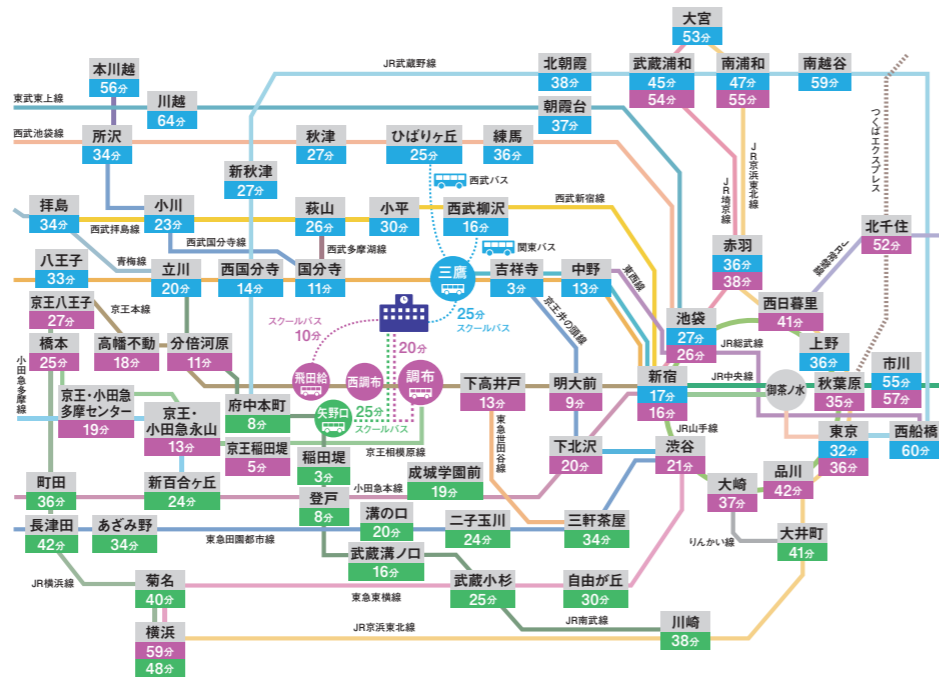 大宮
53分
JR武蔵野線
北朝霞
38分
武蔵浦和
45分
54分
南浦和
47分
55分
南越谷
59分
本川越
56分
東武東上線
川越
64分
朝霞台
37分
つくばエクスプレス
西武池袋線
所沢
34分
秋津
27分
ひばりヶ丘
25分
練馬
36分
新秋津
27分
西武バス
JR埼京線
JR京浜東北線
拝島
34分
西武拝島線
小川
23分
萩山
26分
小平
30分
西武柳沢
16分
西武新宿線
西武国分寺線
西武多摩湖線
関東バス
赤羽
36分
38分
北千住
52分
JR常磐線
八王子
33分
青梅線
立川
20分
西国分寺
14分
国分寺
11分
三鷹
吉祥寺
3分
中野
13分
東西線
京王八王子
27分
京王本線
スクールバス
10分
25分
スクールバス
京王井の頭線
池袋
27分
26分
西日暮里
41分
JR総武線
上野
36分
橋本
25分
高幡不動
18分
分倍河原
11分
20分
飛田給
西調布
調布
下高井戸
13分
明大前
9分
新宿
17分
16分
JR中央線
御茶ノ水
秋葉原
35分
市川
55分
57分
小田急多摩線
京王・小田急
多摩センター
19分
京王・
小田急永山
13分
府中本町
8分
矢野口
25分
スクールバス
京王稲田堤
5分
京王相模原線
東急世田谷線
JR山手線
東京
32分
36分
西船橋
60分
稲田堤
3分
下北沢
20分
渋谷
21分
町田
36分
新百合ヶ丘
24分
小田急本線
成城学園前
19分
登戸
8分
大崎
37分
品川
42分
長津田
42分
あざみ野
34分
東急田園都市線
溝の口
20分
二子玉川
24分
三軒茶屋
34分
りんかい線
大井町
41分
武蔵溝ノ口
16分
JR横浜線
菊名
40分
東急東横線
武蔵小杉
25分
自由が丘
30分
JR南武線
川崎
38分
横浜
59分
48分
JR京浜東北線